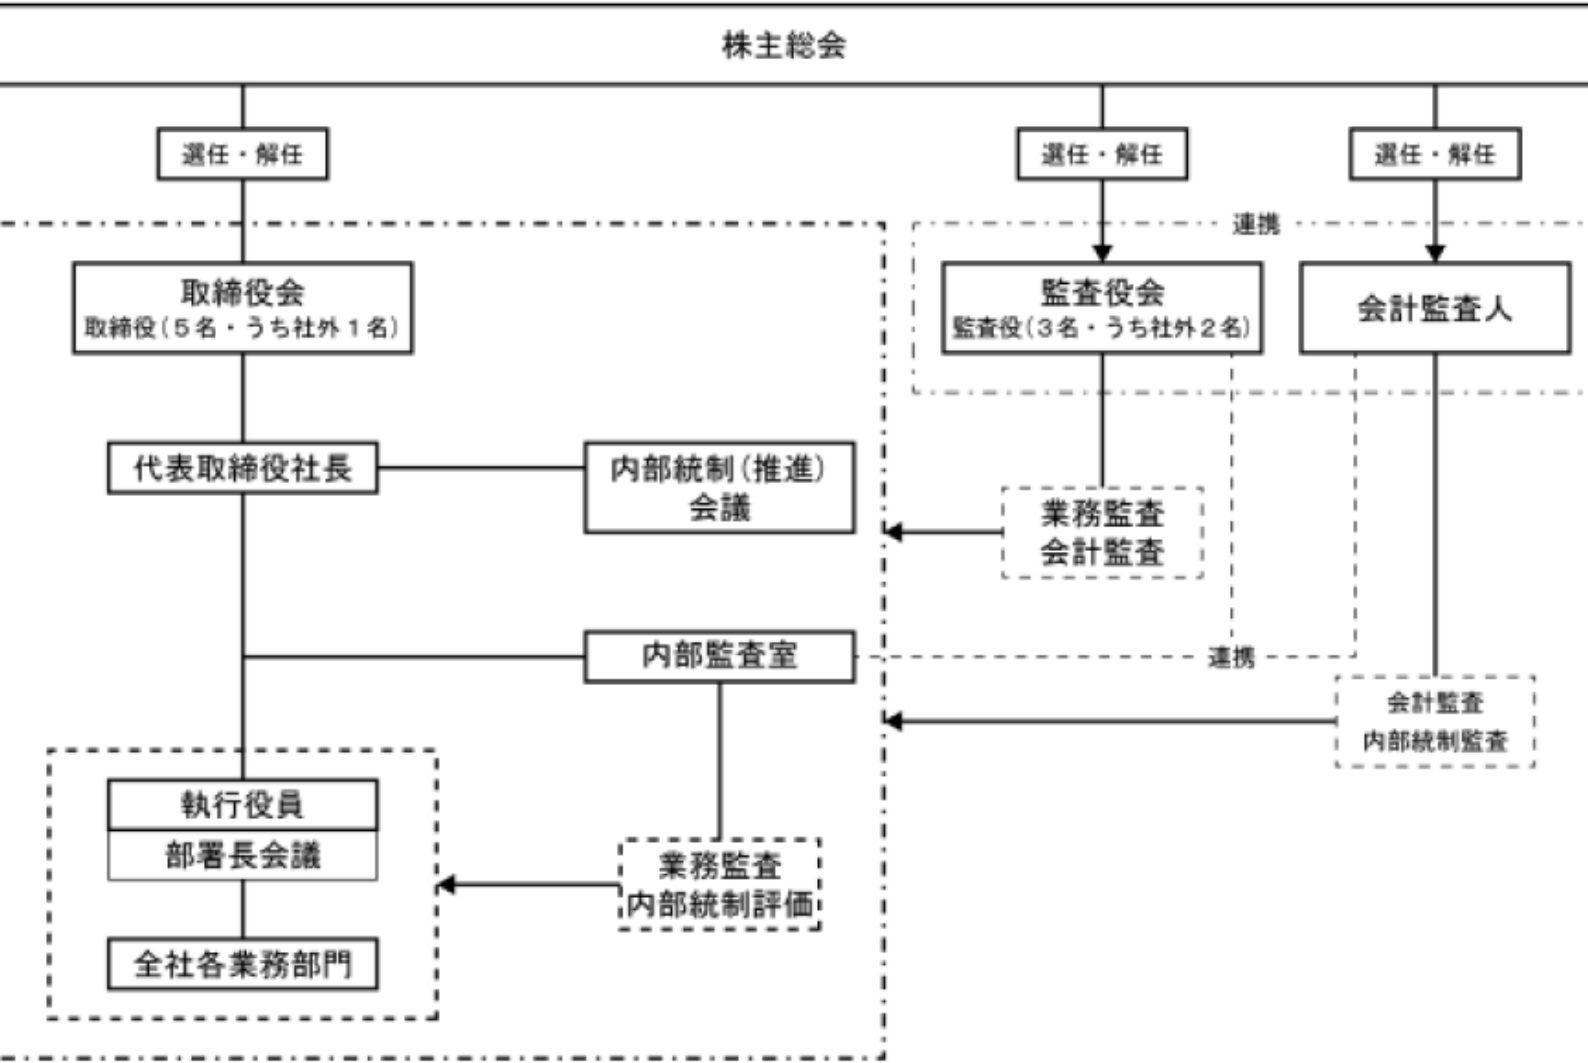 株主総会
選任・解任
選任・解任
選任・解任
連携
取締役会
取締役(5名・うち社外1名)
監査役会
監査役(3名・うち社外2名)
会計監査人
代表取締役社長
内部統制(推進)
会議
業務監査
会計監査
内部監査室
連携
会計監査
内部統制監査
執行役員
部署長会議
業務監査
内部統制評価
全社各業務部門